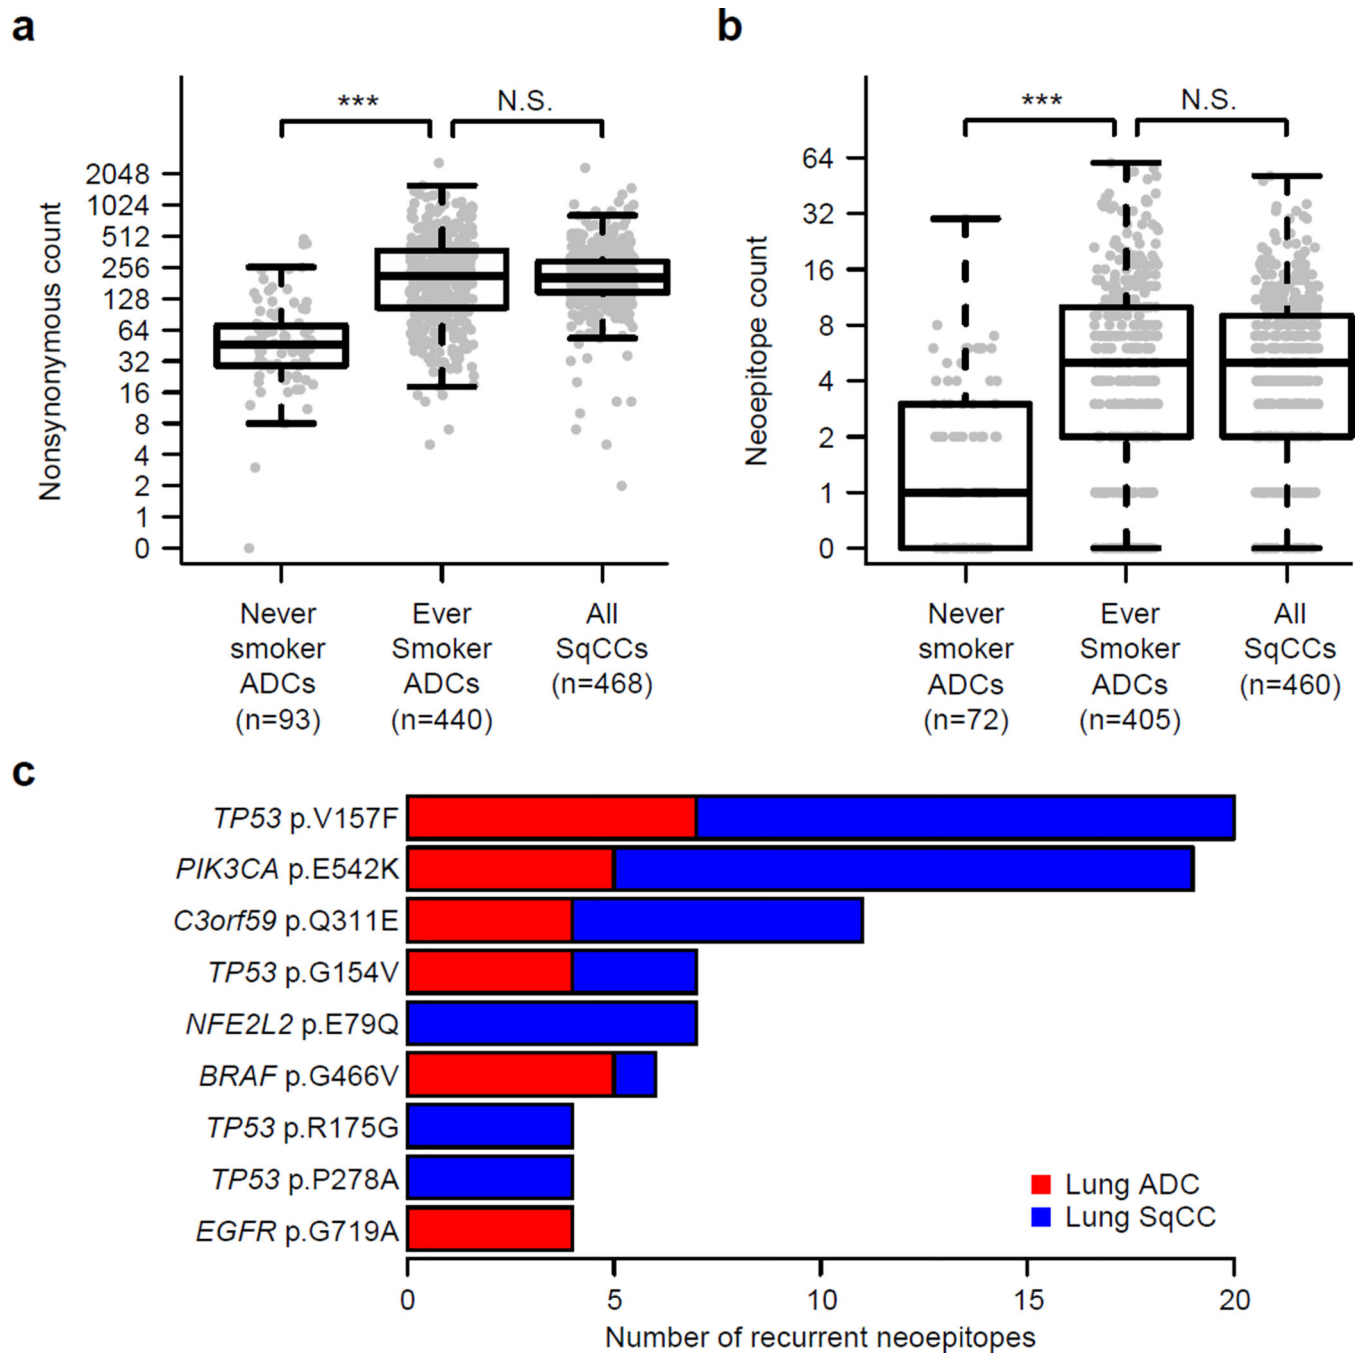 a
***
N.S.
Nonsynonymous count
2048
1024
512
256
128
64
32
16
8
4
2
1
0
Never
smoker
ADCs
(n=93)
Ever
Smoker
ADCs
(n=440)
All
SqCCs
(n=468)
b
***
N.S.
Neoepitope count
64
32
16
8
4
2
1
0
Never
smoker
ADCs
(n=72)
Ever
Smoker
ADCs
(n=405)
All
SqCCs
(n=460)
c
TP53 p.V157F
PIK3CA p.E542K
C3orf59 p.Q311E
TP53 p.G154V
NFE2L2 p.E79Q
BRAF p.G466V
TP53 p.R175G
TP53 p.P278A
EGFR p.G719A
Lung ADC
Lung SqCC
0 5 10 15 20
Number of recurrent neoepitopes